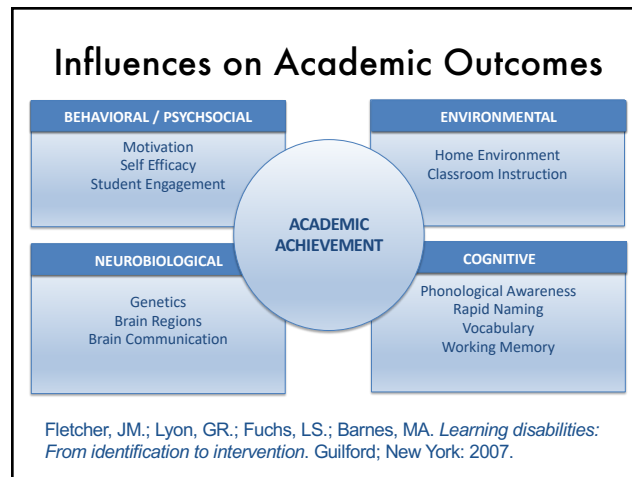 Influences on Academic Outcomes
BEHAVIORAL / PSYCHSOCIAL
Motivation
Self Efficacy
Student Engagement
ENVIRONMENTAL
Home Environment
Classroom Instruction
ACADEMIC
ACHIEVEMENT
NEUROBIOLOGICAL
Genetics
Brain Regions
Brain Communication
COGNITIVE
Phonological Awareness
Rapid Naming
Vocabulary
Working Memory
Fletcher, JM.; Lyon, GR.; Fuchs, LS.; Barnes, MA. Learning disabilities:
From identification to intervention. Guilford; New York: 2007.